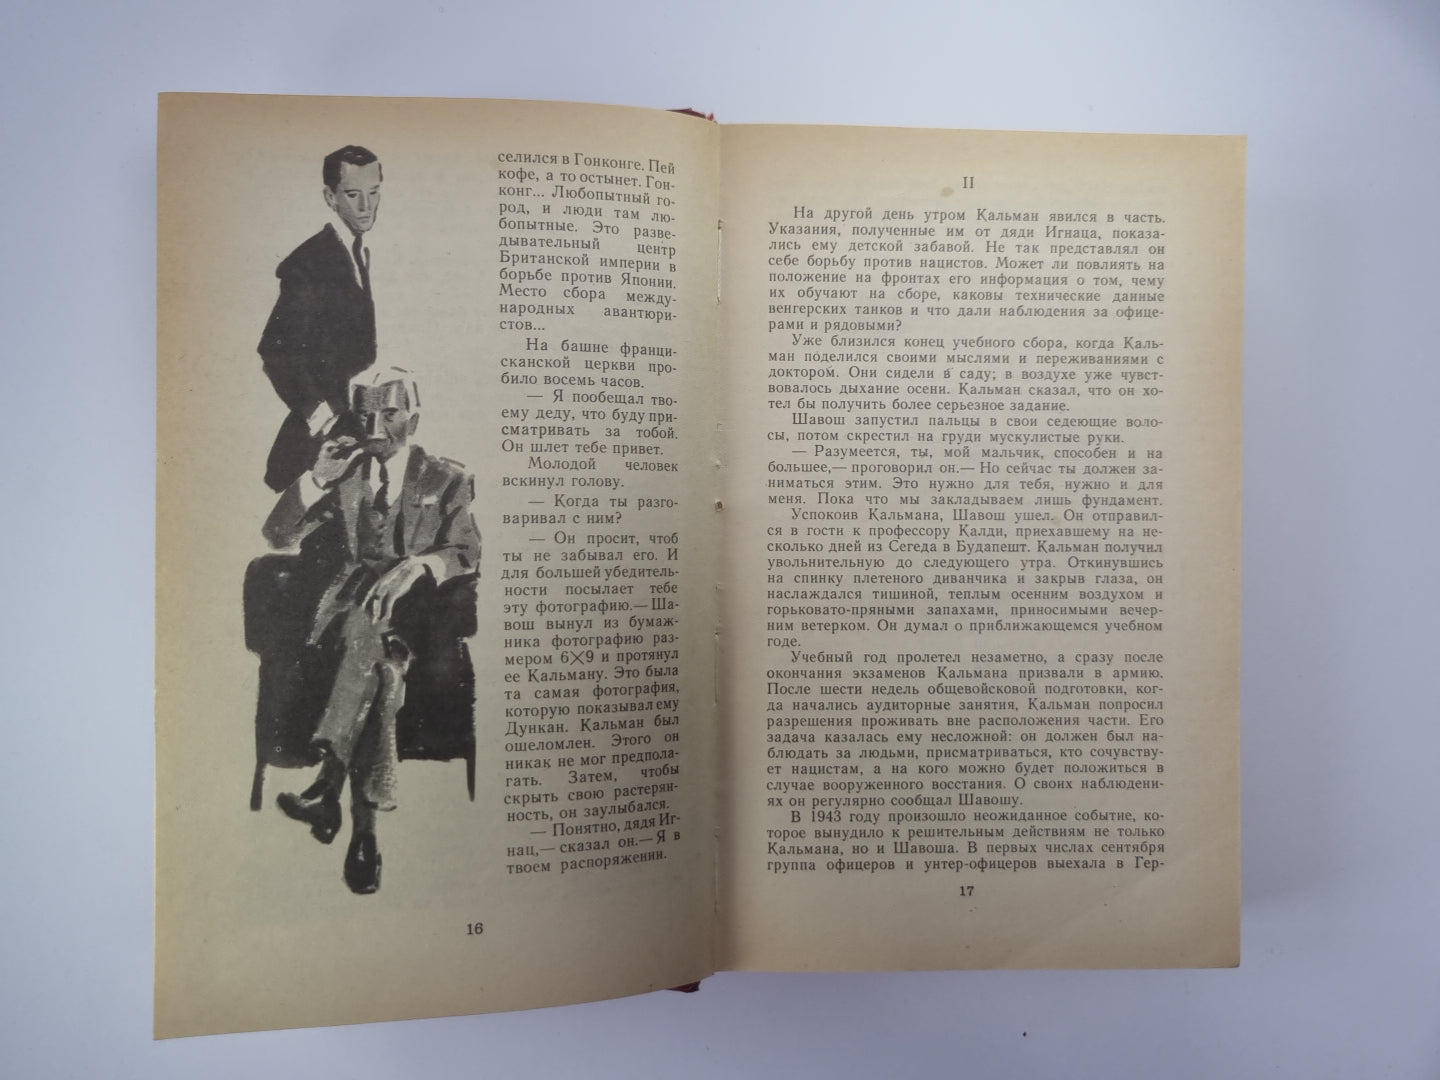 селился в Гонконге. Пей
кофе, а то остынет. Гон-
конг... Любопытный го-
род, и люди там лю-
бопытные. Это разве-
дывательный центр
Британской империи в
борьбе против Японии.
Место сбора между-
народных авантюри-
стов...
На башне франци-
сканской церкви про-
било восемь часов.
— Я пообещал тво-
ему деду, что буду при-
сматривать за тобой.
Он шлет тебе привет.
Молодой человек
вскинул голову.
— Когда ты разго-
варивал с ним?
— Он просит, чтоб
ты не забывал его. И
для большей убедитель-
ности посылает тебе
эту фотографию.— Ша-
вош вынул из бумаж-
ника фотографию раз-
мером 6×9 и протянул
ее Кальману. Это была
та самая фотография,
которую показывал ему
Дункан. Кальман был
ошеломлен. Этого он
никак не мог предпола-
гать. Затем, чтобы
скрыть свою растерян-
ность, он заулыбался.
— Понятно, дядя Иг-
нац,— сказал он.— Я в
твоем распоряжении.
16
II
На другой день утром Кальман явился в часть.
Указания, полученные им от дяди Игнаца, показа-
лись ему детской забавой. Не так представлял он
себе борьбу против нацистов. Может ли повлиять на
положение на фронтах его информация о том, чему
их обучают на сборе, каковы технические данные
венгерских танков и что дали наблюдения за офице-
рами и рядовыми?
Уже близился конец учебного сбора, когда Каль-
ман поделился своими мыслями и переживаниями с
доктором. Они сидели в саду; в воздухе уже чувст-
вовалось дыхание осени. Кальман сказал, что он хо-
тел бы получить более серьезное задание.
Шавош запустил пальцы в свои седеющие воло-
сы, потом скрестил на груди мускулистые руки.
— Разумеется, ты, мой мальчик, способен и на
большее,— проговорил он.— Но сейчас ты должен за-
ниматься этим. Это нужно для тебя, нужно и для
меня. Пока что мы закладываем лишь фундамент.
Успокоив Кальмана, Шавош ушел. Он отправил-
ся в гости к профессору Калди, приехавшему на не-
сколько дней из Сегеда в Будапешт. Кальман получил
увольнительную до следующего утра. Откинувшись
на спинку плетеного диванчика и закрыв глаза, он
наслаждался тишиной, теплым осенним воздухом и
горьковато-пряными запахами, приносимыми вечер-
ним ветерком. Он думал о приближающемся учебном
годе.
Учебный год пролетел незаметно, а сразу после
окончания экзаменов Кальмана призвали в армию.
После шести недель общевойсковой подготовки, ког-
да начались аудиторные занятия, Кальман попросил
разрешения проживать вне расположения части. Его
задача казалась ему несложной: он должен был на-
блюдать за людьми, присматриваться, кто сочувству-
ет нацистам, а на кого можно будет положиться в
случае вооруженного восстания. О своих наблюдени-
ях он регулярно сообщал Шавошу.
В 1943 году произошло неожиданное событие, ко-
торое вынудило к решительным действиям не только
Кальмана, но и Шавоша. В первых числах сентября
группа офицеров и унтер-офицеров выехала в Гер-
17